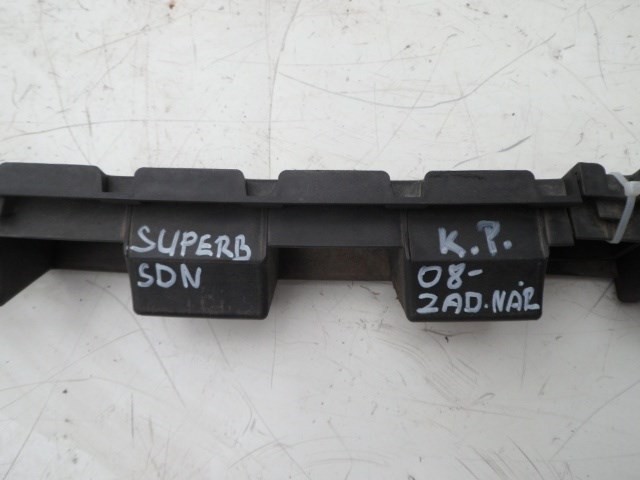 SUPERB
SDN
K.P.
08-
ZAD.NÁR